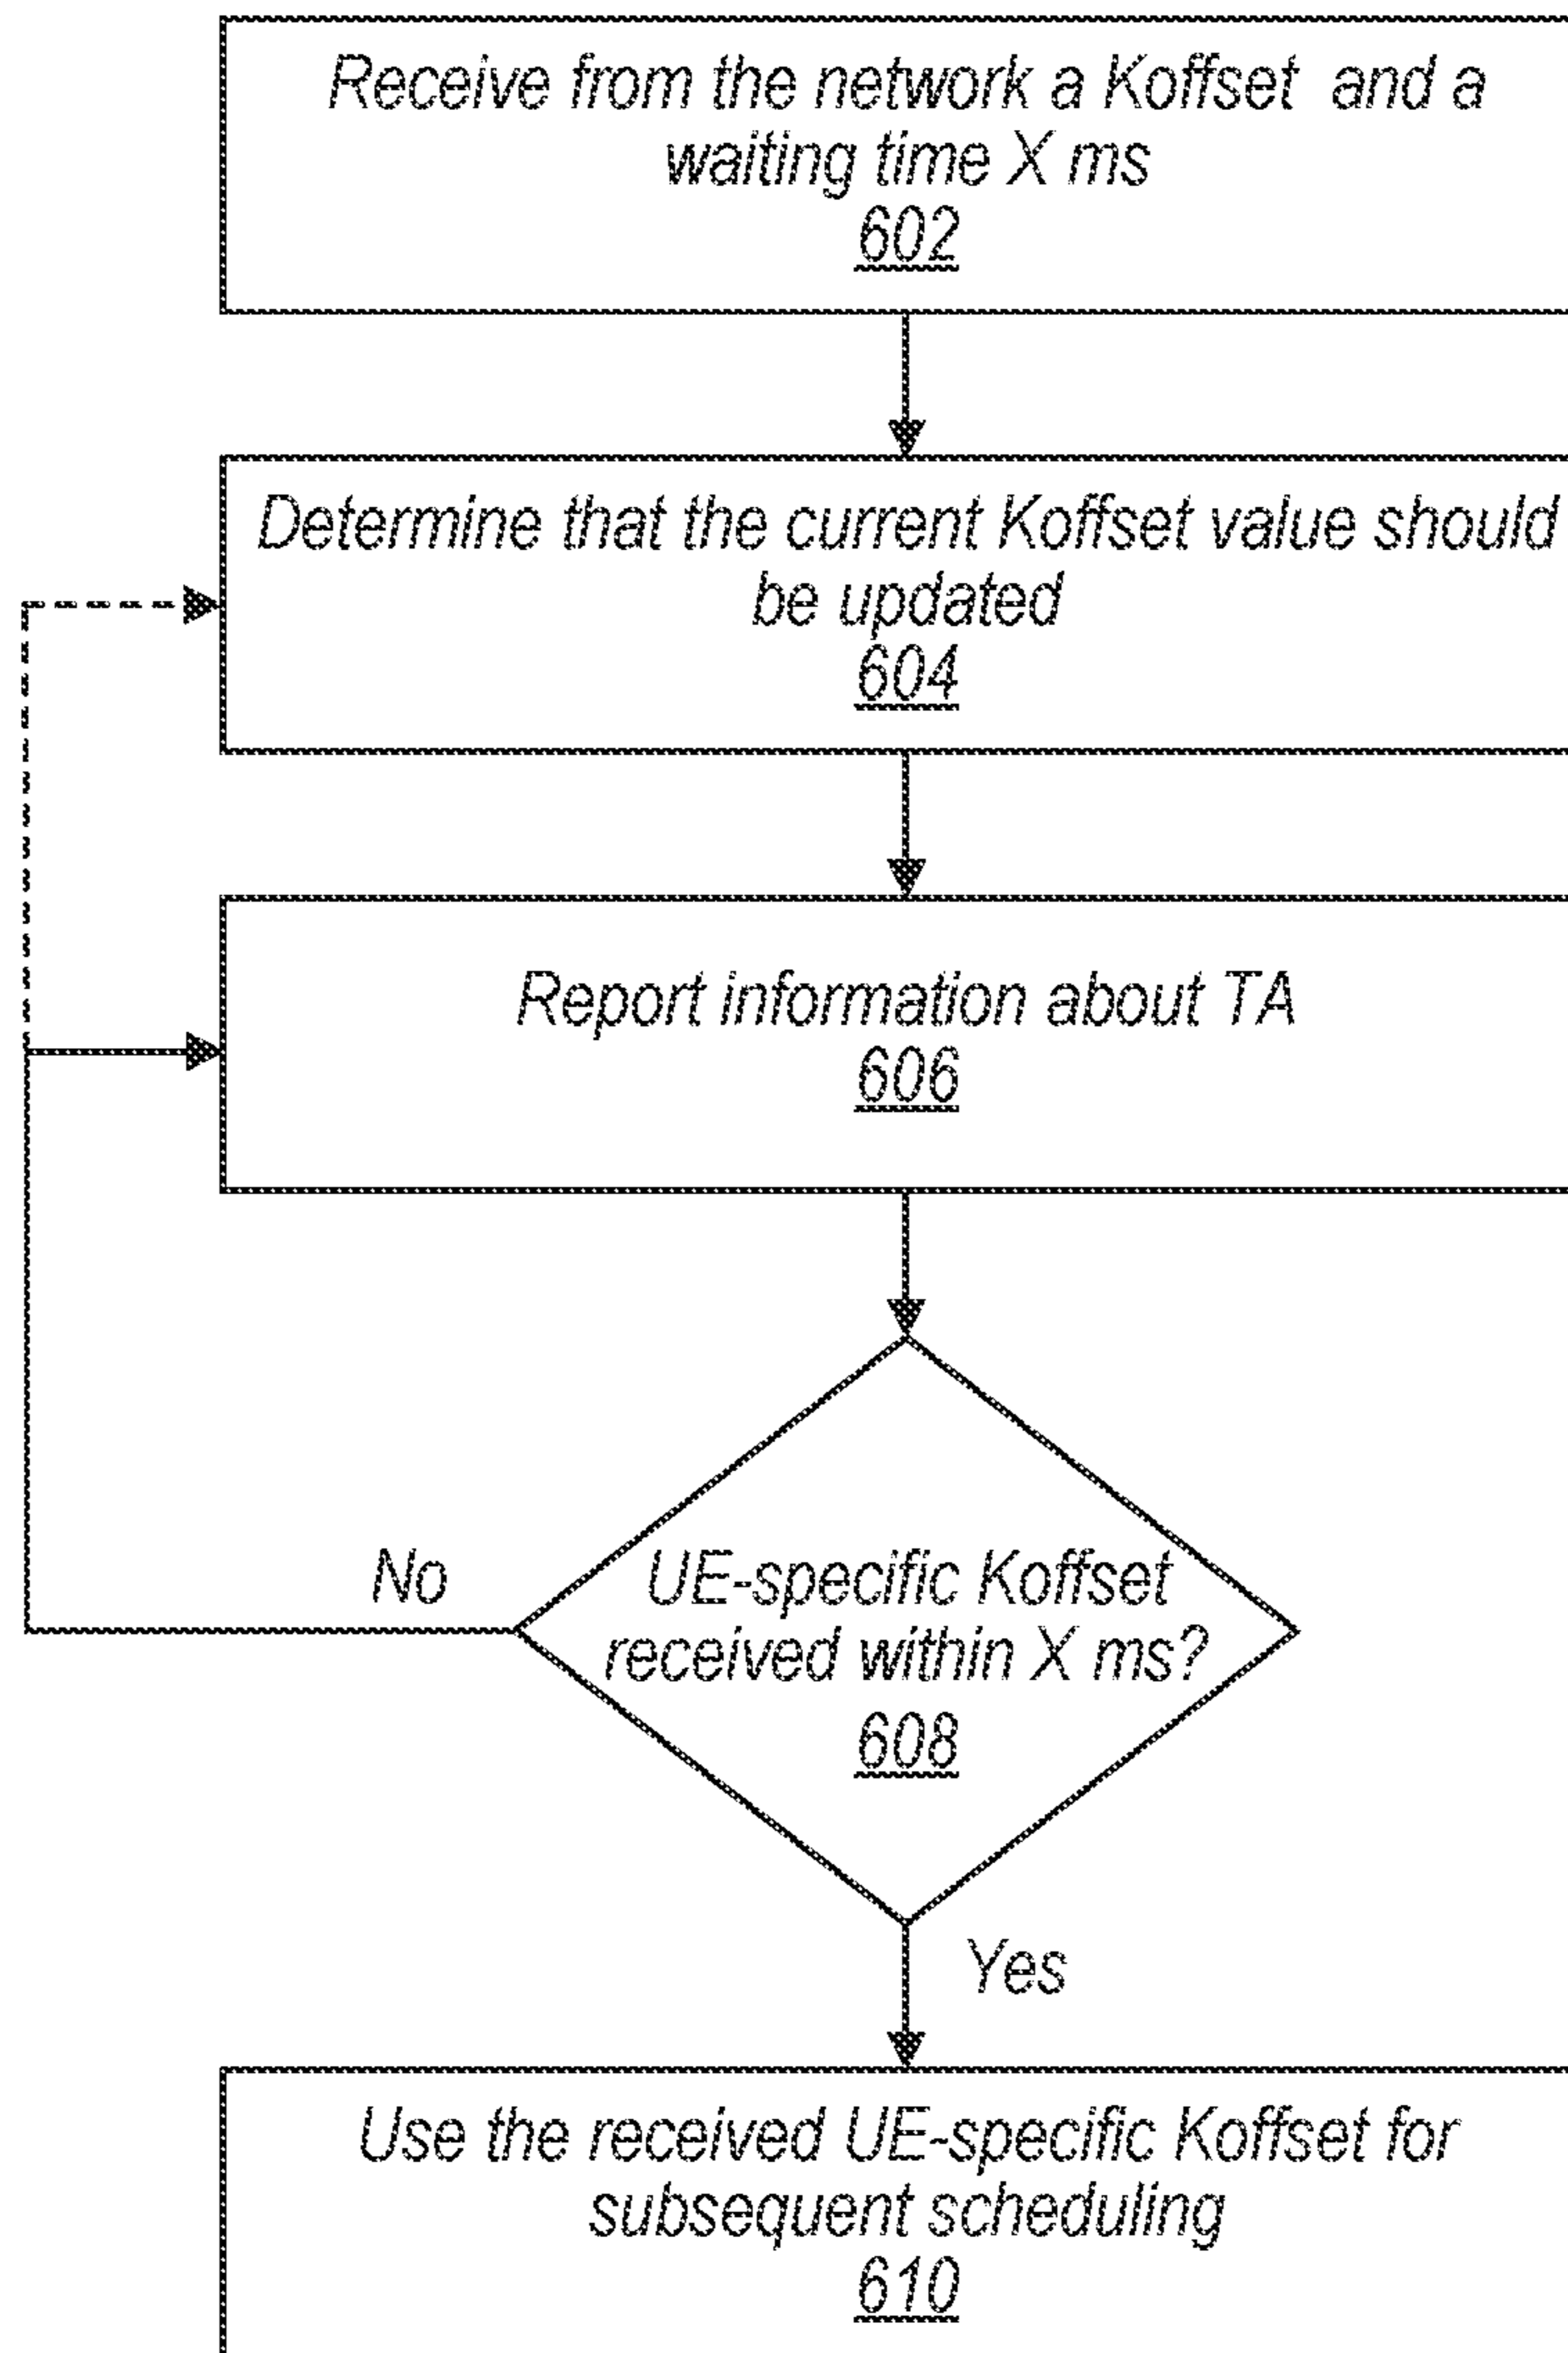 Receive from the network a Koffset and a
waiting time X ms
602
Determine that the current Koffset value should
be updated
604
Report information about TA
606
UE-specific Koffset
received within X ms?
608
No
Yes
Use the received UE-specific Koffset for
subsequent scheduling
610